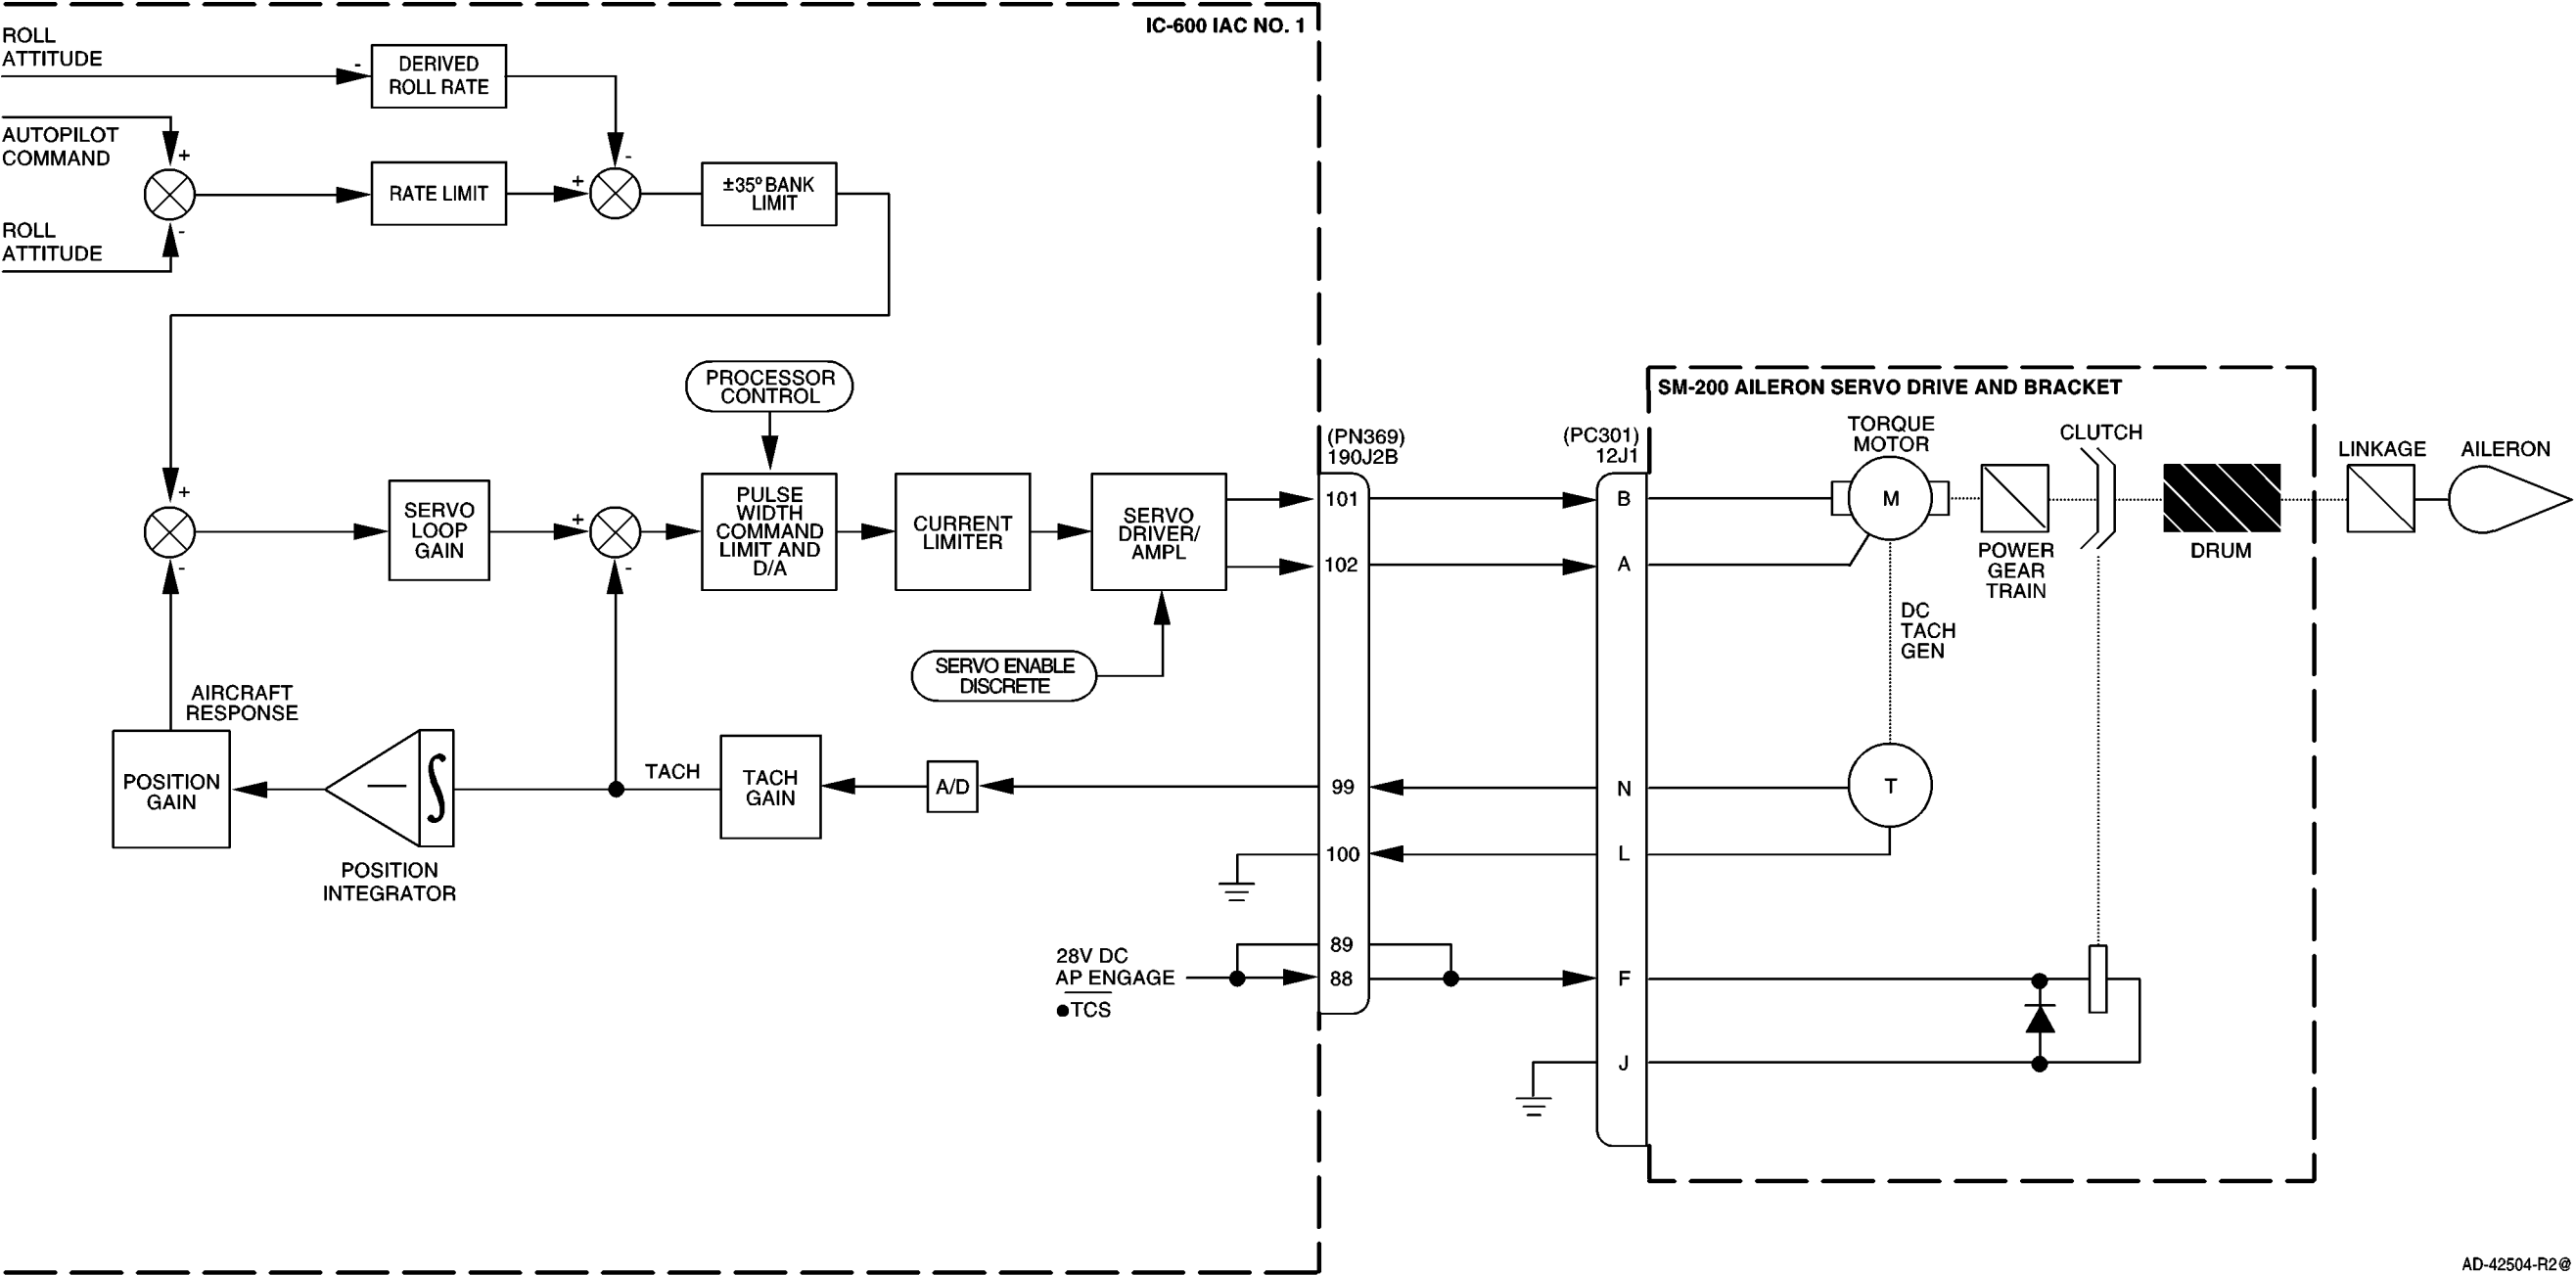 IC-600 IAC NO. 1
ROLL
ATTITUDE
-
DERIVED
ROLL RATE
AUTOPILOT
COMMAND
+
-
RATE LIMIT
+
-
±35º BANK
LIMIT
ROLL
ATTITUDE
PROCESSOR
CONTROL
+
-
SERVO
LOOP
GAIN
+
-
PULSE
WIDTH
COMMAND
LIMIT AND
D/A
CURRENT
LIMITER
SERVO
DRIVER/
AMPL
SERVO ENABLE
DISCRETE
AIRCRAFT
RESPONSE
POSITION
GAIN
POSITION
INTEGRATOR
TACH
TACH
GAIN
A/D
28V DC
AP ENGAGE
●TCS
(PN369)
190J2B
101
102
99
100
89
88
(PC301)
12J1
B
A
N
L
F
J
SM-200 AILERON SERVO DRIVE AND BRACKET
TORQUE
MOTOR
M
POWER
GEAR
TRAIN
CLUTCH
DRUM
LINKAGE
AILERON
DC
TACH
GEN
T
AD-42504-R2@